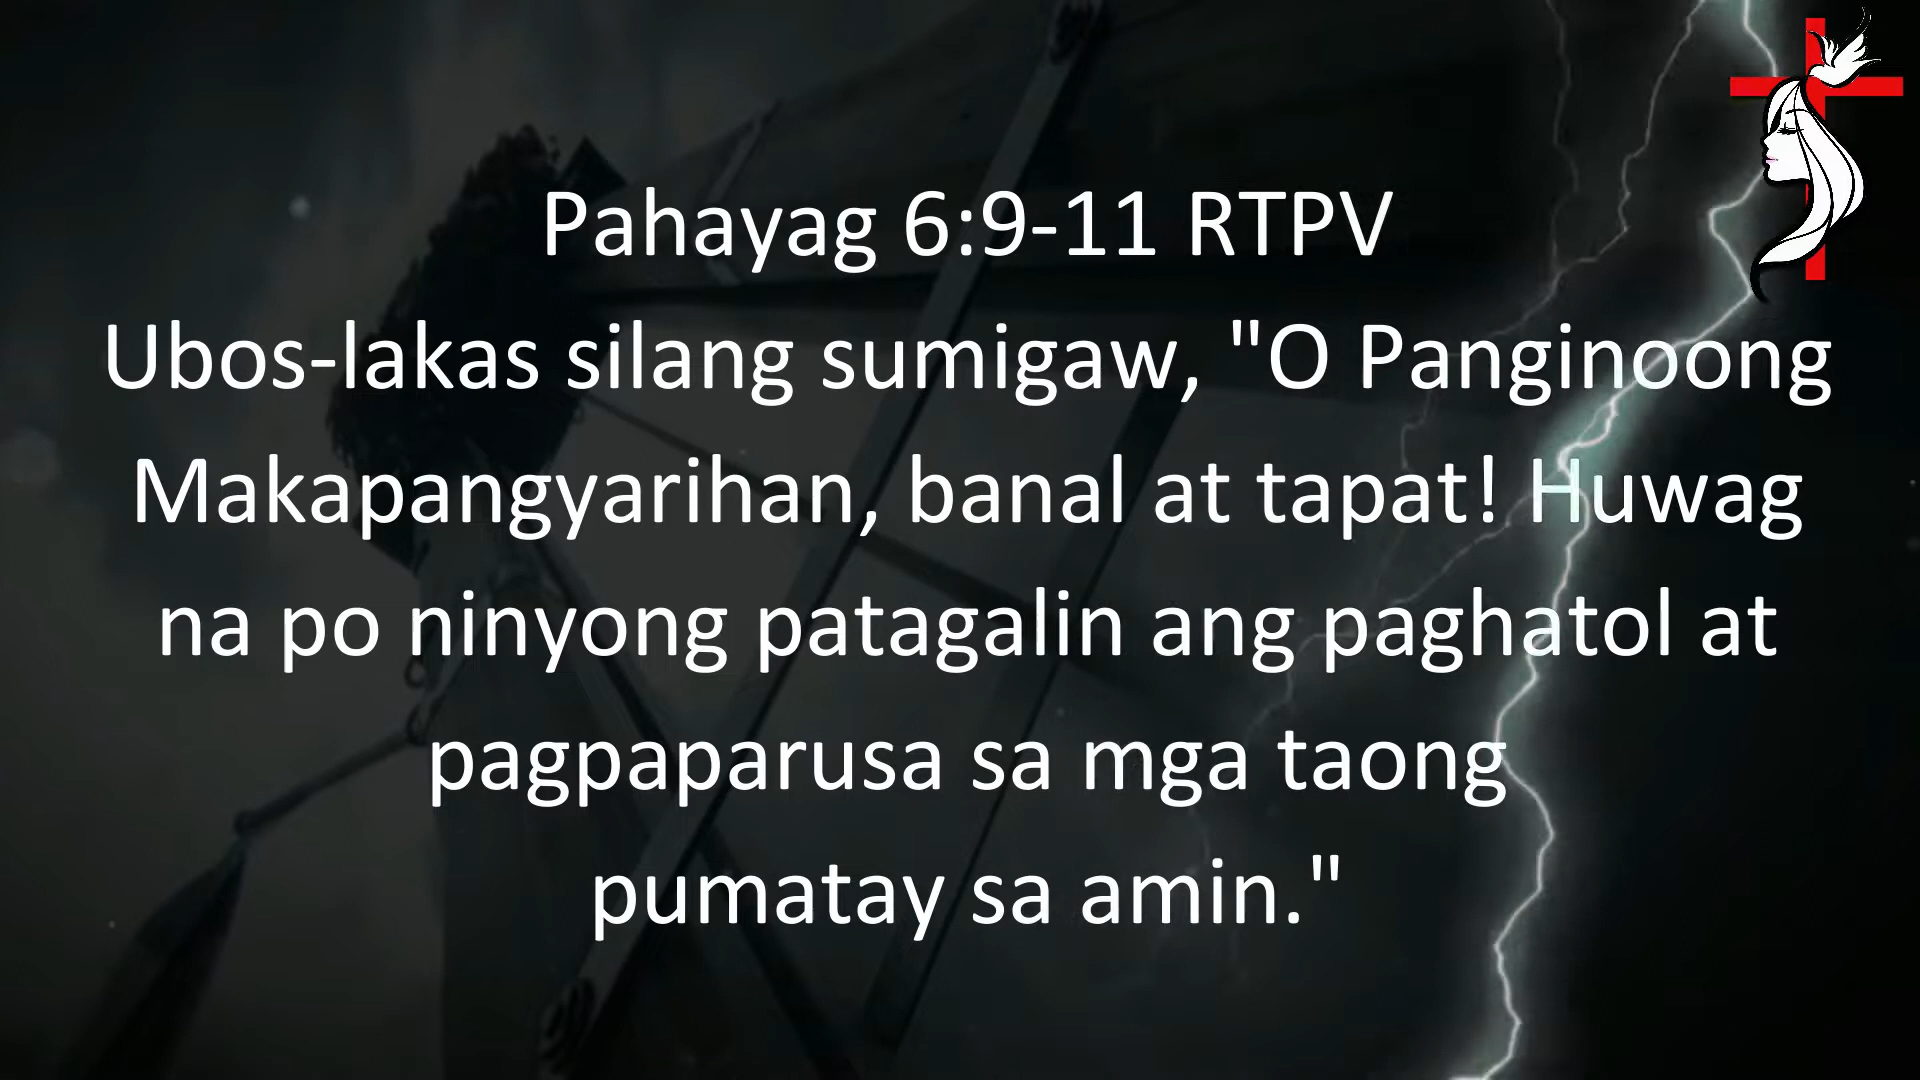 Pahayag 6:9-11 RTPV
Ubos-lakas silang sumigaw, "O Panginoong
Makapangyarihan, banal at tapat! Huwag
na po ninyong patagalin ang paghatol at
pagpaparusa sa mga taong
pumatay sa amin."